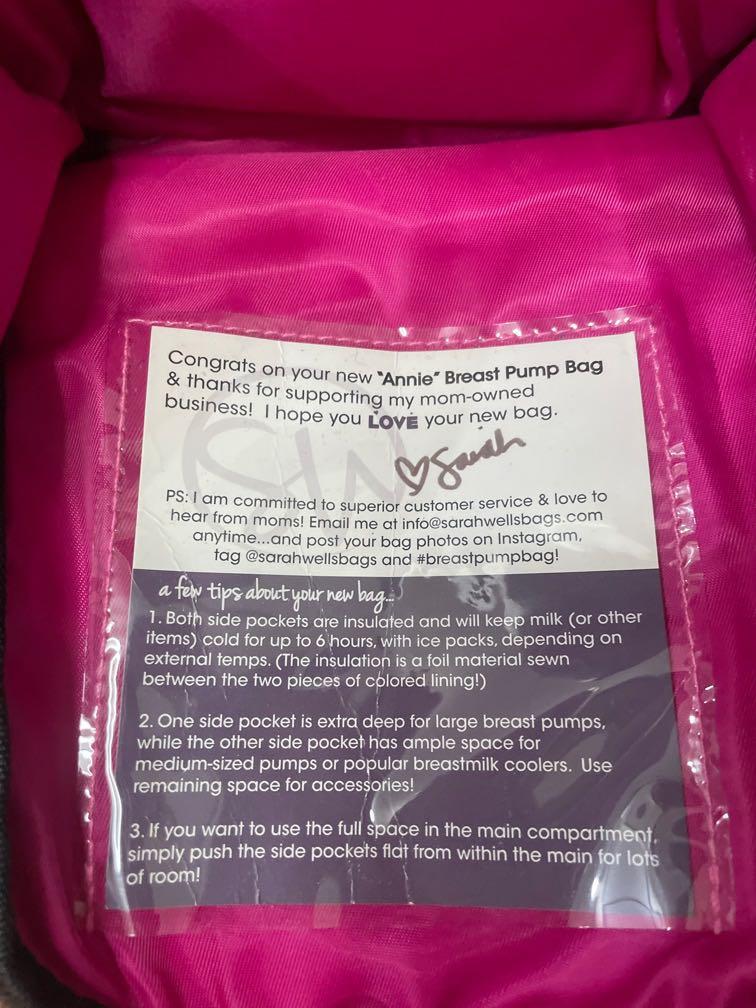 Congrats on your new "Annie" Breast Pump Bag
& thanks for supporting my mom-owned
business! I hope you LOVE your new bag.
♡Sarah
PS: I am committed to superior customer service & love to
hear from moms! Email me at info@sarahwellsbags.com
anytime...and post your bag photos on Instagram,
tag @sarahwellsbags and #breastpumpbag!
a few tips about your new bag...
1. Both side pockets are insulated and will keep milk (or other
items) cold for up to 6 hours, with ice packs, depending on
external temps. (The insulation is a foil material sewn
between the two pieces of colored lining!)
2. One side pocket is extra deep for large breast pumps,
while the other side pocket has ample space for
medium-sized pumps or popular breastmilk coolers. Use
remaining space for accessories!
3. If you want to use the full space in the main compartment,
simply push the side pockets flat from within the main for lots
of room!